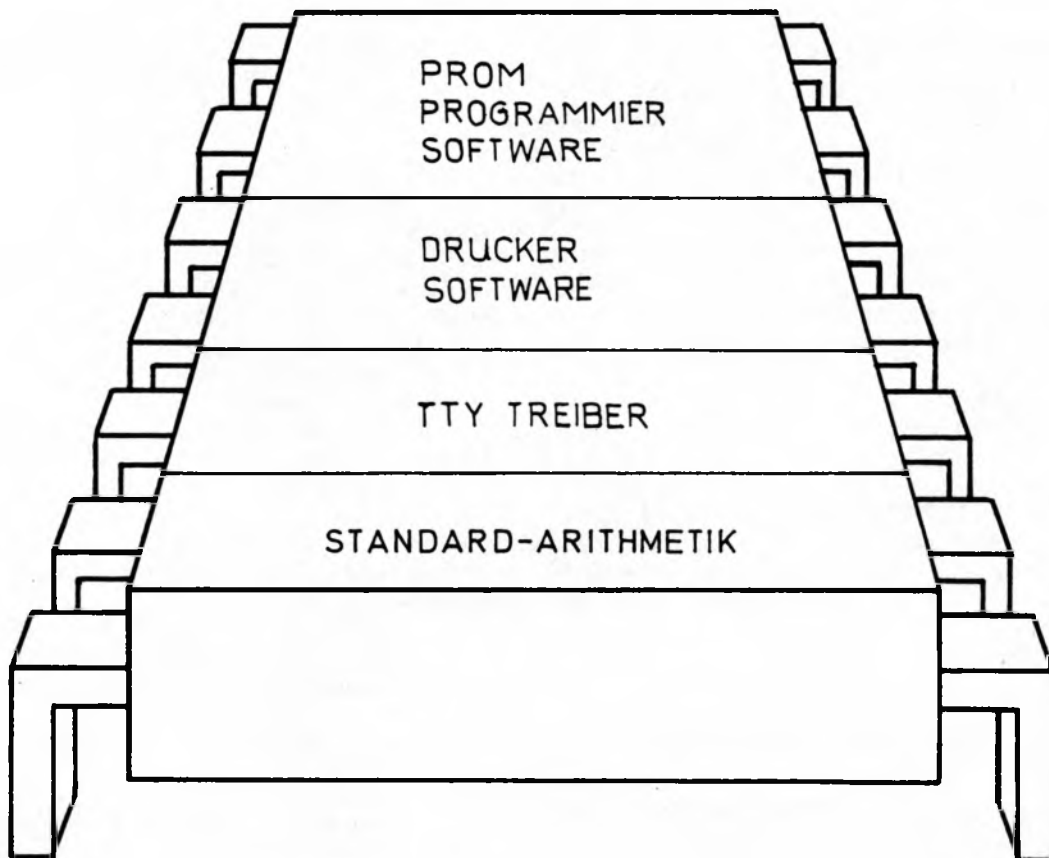 PROM
PROGRAMMIER
SOFTWARE
DRUCKER
SOFTWARE
TTY TREIBER
STANDARD-ARITHMETIK